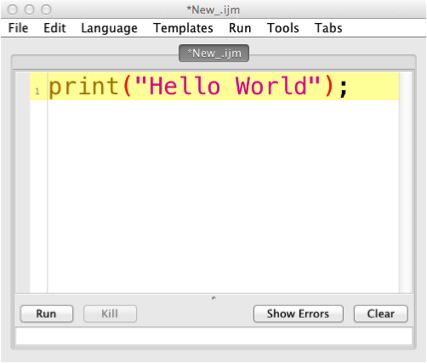 *New_.ijm
File Edit Language Templates Run Tools Tabs
*New_.ijm
1 print("Hello World");
Run Kill Show Errors Clear